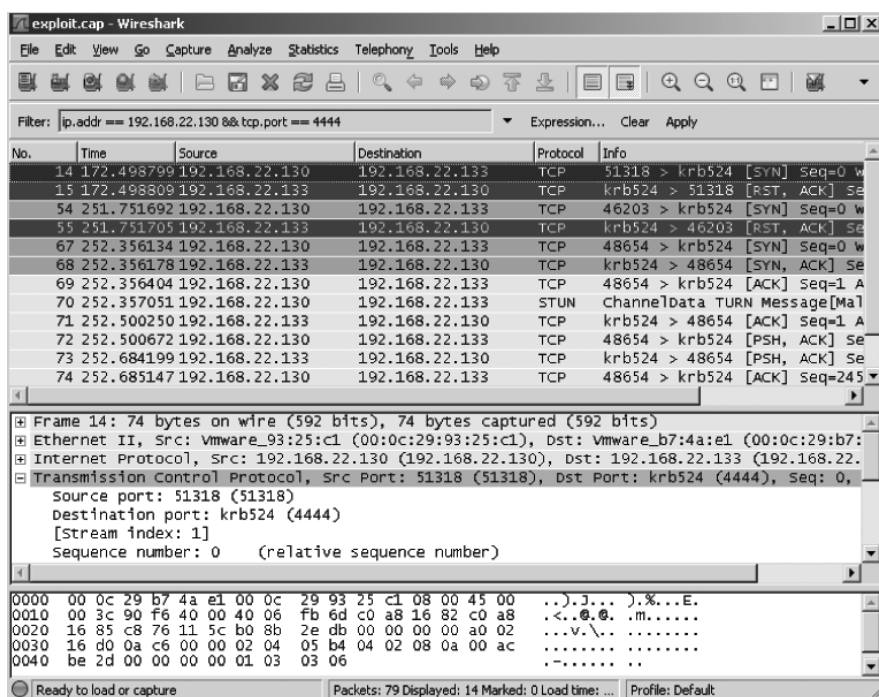 exploit.cap - Wireshark
File Edit View Go Capture Analyze Statistics Telephony Tools Help
Filter: ip.addr == 192.168.22.130 && tcp.port == 4444 Expression... Clear Apply
No. Time Source Destination Protocol Info
14 172.498799 192.168.22.130 192.168.22.133 TCP 51318 > krb524 [SYN] Seq=0 W
15 172.498809 192.168.22.133 192.168.22.130 TCP krb524 > 51318 [RST, ACK] Se
54 251.751692 192.168.22.130 192.168.22.133 TCP 46203 > krb524 [SYN] Seq=0 W
55 251.751705 192.168.22.133 192.168.22.130 TCP krb524 > 46203 [RST, ACK] Se
67 252.356134 192.168.22.130 192.168.22.133 TCP 48654 > krb524 [SYN] Seq=0 W
68 252.356178 192.168.22.133 192.168.22.130 TCP krb524 > 48654 [SYN, ACK] Se
69 252.356404 192.168.22.130 192.168.22.133 TCP 48654 > krb524 [ACK] Seq=1 A
70 252.357051 192.168.22.130 192.168.22.133 STUN ChannelData TURN Message[Mal
71 252.500250 192.168.22.133 192.168.22.130 TCP krb524 > 48654 [ACK] Seq=1 A
72 252.500672 192.168.22.133 192.168.22.130 TCP krb524 > 48654 [PSH, ACK] Se
73 252.684199 192.168.22.133 192.168.22.130 TCP krb524 > 48654 [PSH, ACK] Se
74 252.685147 192.168.22.130 192.168.22.133 TCP 48654 > krb524 [ACK] Seq=245
Frame 14: 74 bytes on wire (592 bits), 74 bytes captured (592 bits)
Ethernet II, Src: Vmware_93:25:c1 (00:0c:29:93:25:c1), Dst: Vmware_b7:4a:e1 (00:0c:29:b7:
Internet Protocol, Src: 192.168.22.130 (192.168.22.130), Dst: 192.168.22.133 (192.168.22.
Transmission Control Protocol, Src Port: 51318 (51318), Dst Port: krb524 (4444), Seq: 0,
Source port: 51318 (51318)
Destination port: krb524 (4444)
[Stream index: 1]
Sequence number: 0 (relative sequence number)
0000 00 0c 29 b7 4a e1 00 0c 29 93 25 c1 08 00 45 00 ..).J... ).%...E.
0010 00 3c 90 f6 40 00 40 06 fb 6d c0 a8 16 82 c0 a8 .<..@.@. .m......
0020 16 85 c8 76 11 5c b0 8b 2e db 00 00 00 00 a0 02 ...v.\.. ........
0030 16 d0 0a c6 00 00 02 04 05 b4 04 02 08 0a 00 ac ........ ........
0040 be 2d 00 00 00 00 01 03 03 06 .-...... ..
Ready to load or capture Packets: 79 Displayed: 14 Marked: 0 Load time: ... Profile: Default